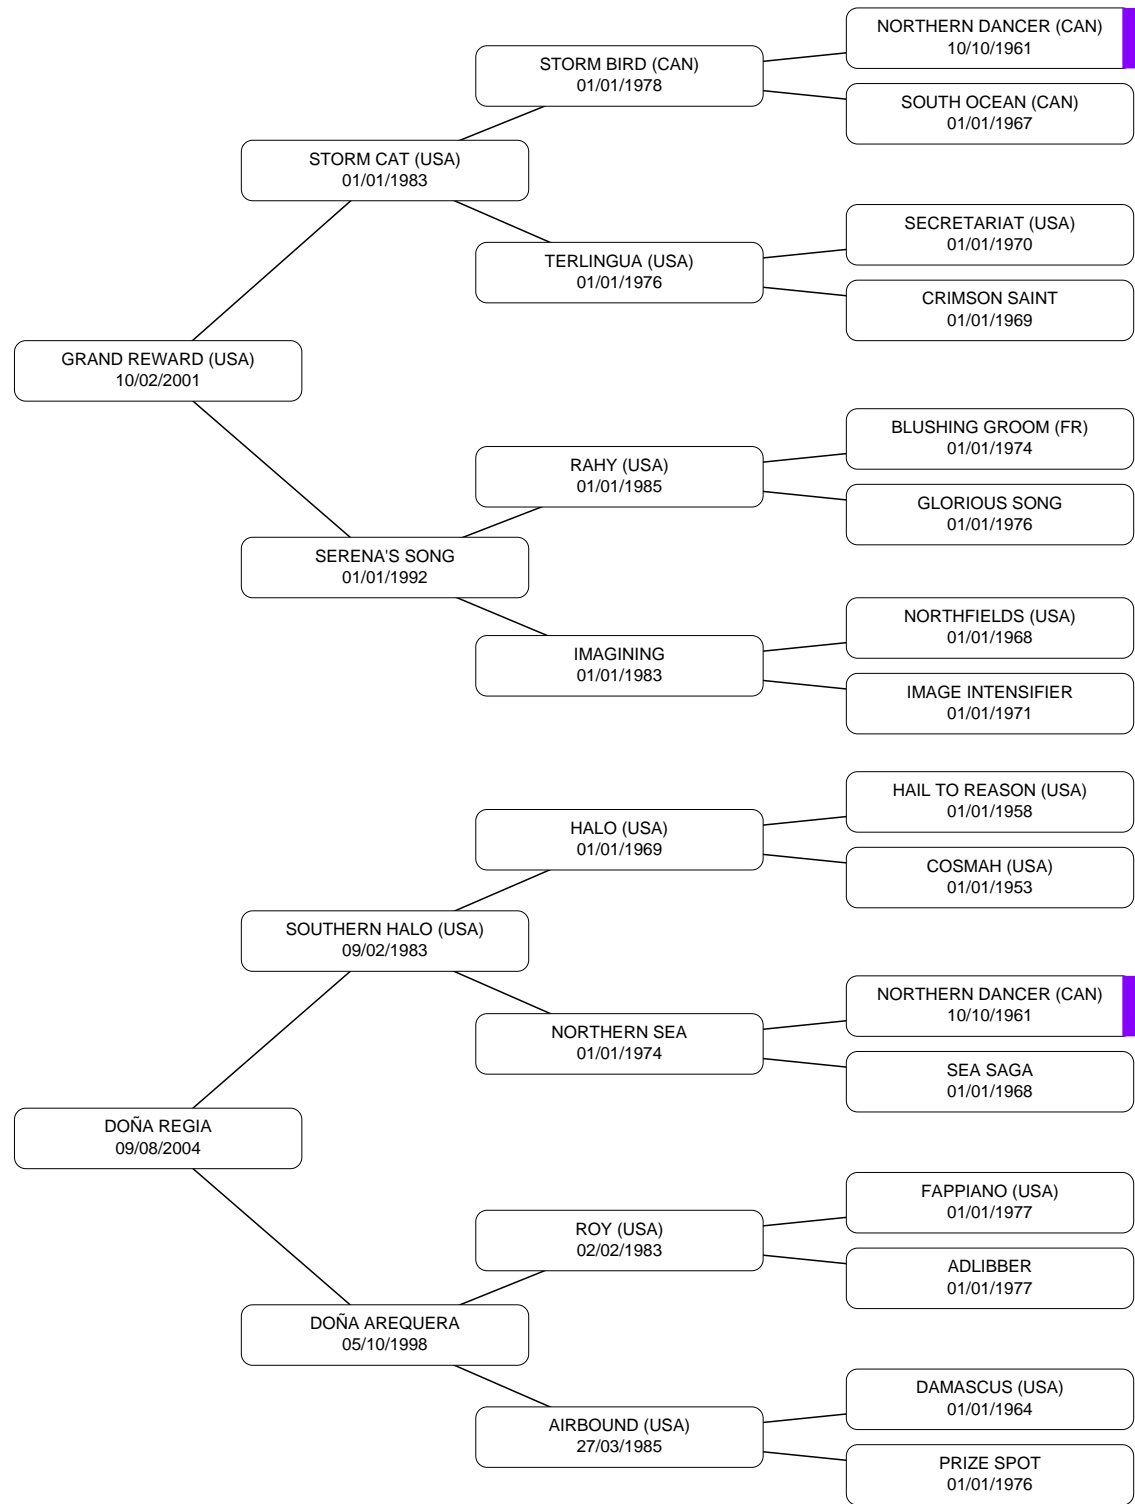 NORTHERN DANCER (CAN)
10/10/1961
STORM BIRD (CAN)
01/01/1978
SOUTH OCEAN (CAN)
01/01/1967
STORM CAT (USA)
01/01/1983
SECRETARIAT (USA)
01/01/1970
TERLINGUA (USA)
01/01/1976
CRIMSON SAINT
01/01/1969
GRAND REWARD (USA)
10/02/2001
BLUSHING GROOM (FR)
01/01/1974
RAHY (USA)
01/01/1985
GLORIOUS SONG
01/01/1976
SERENA'S SONG
01/01/1992
NORTHFIELDS (USA)
01/01/1968
IMAGINING
01/01/1983
IMAGE INTENSIFIER
01/01/1971
HAIL TO REASON (USA)
01/01/1958
HALO (USA)
01/01/1969
COSMAH (USA)
01/01/1953
SOUTHERN HALO (USA)
09/02/1983
NORTHERN DANCER (CAN)
10/10/1961
NORTHERN SEA
01/01/1974
SEA SAGA
01/01/1968
DOÑA REGIA
09/08/2004
FAPPIANO (USA)
01/01/1977
ROY (USA)
02/02/1983
ADLIBBER
01/01/1977
DOÑA AREQUERA
05/10/1998
DAMASCUS (USA)
01/01/1964
AIRBOUND (USA)
27/03/1985
PRIZE SPOT
01/01/1976